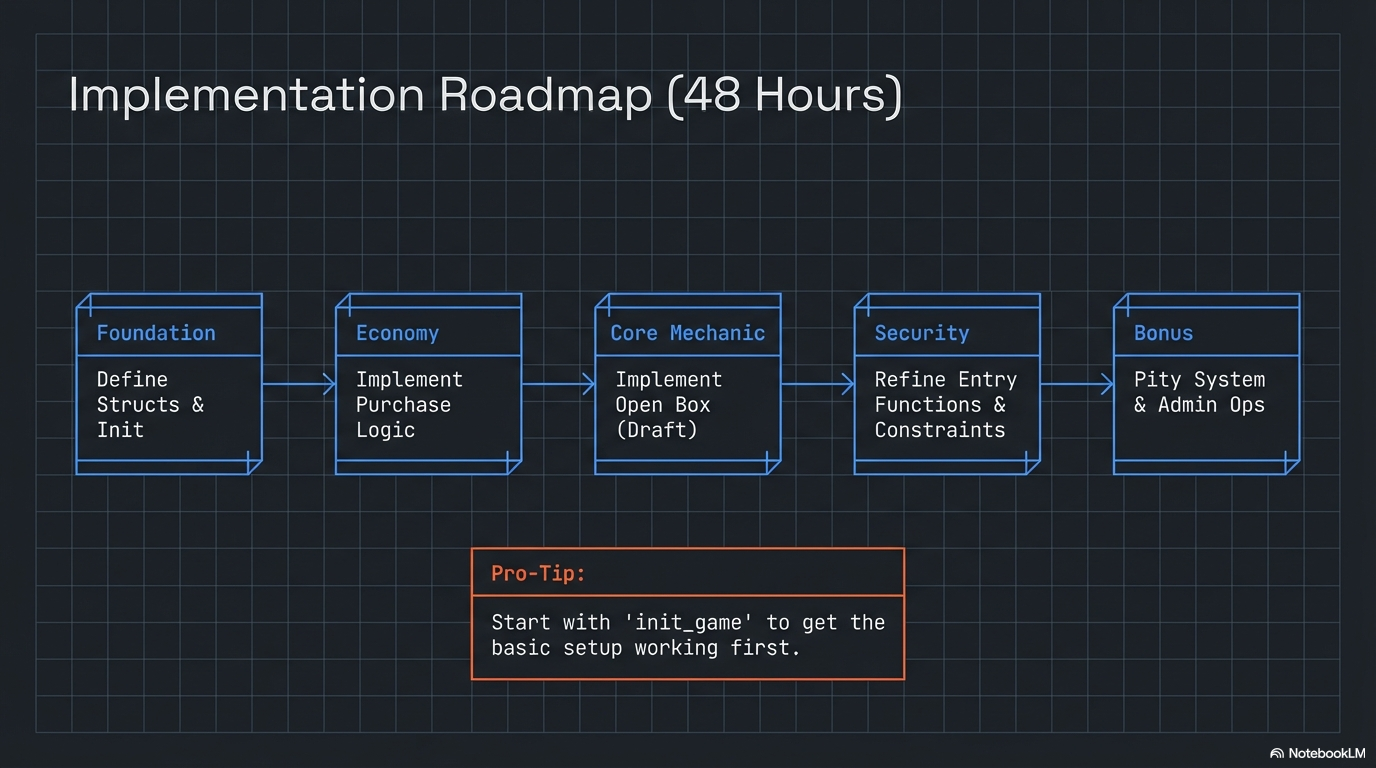 Implementation Roadmap (48 Hours)
Foundation
Define
Structs &
Init
Economy
Implement
Purchase
Logic
Core Mechanic
Implement
Open Box
(Draft)
Security
Refine Entry
Functions &
Constraints
Bonus
Pity System
& Admin Ops
Pro-Tip:
Start with 'init_game' to get the
basic setup working first.
NotebookLM